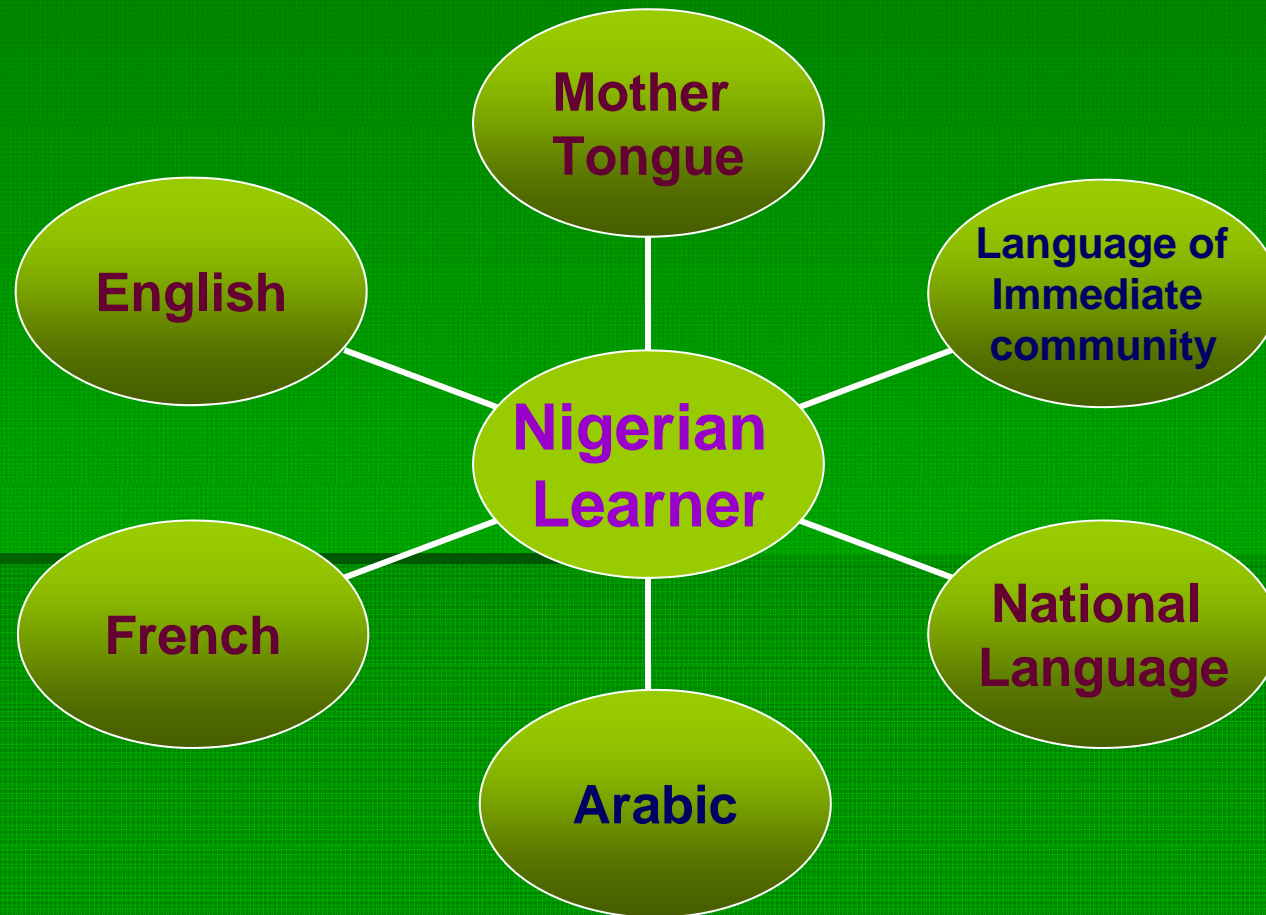 Mother
Tongue
English
Language of
Immediate
community
Nigerian
Learner
French
National
Language
Arabic